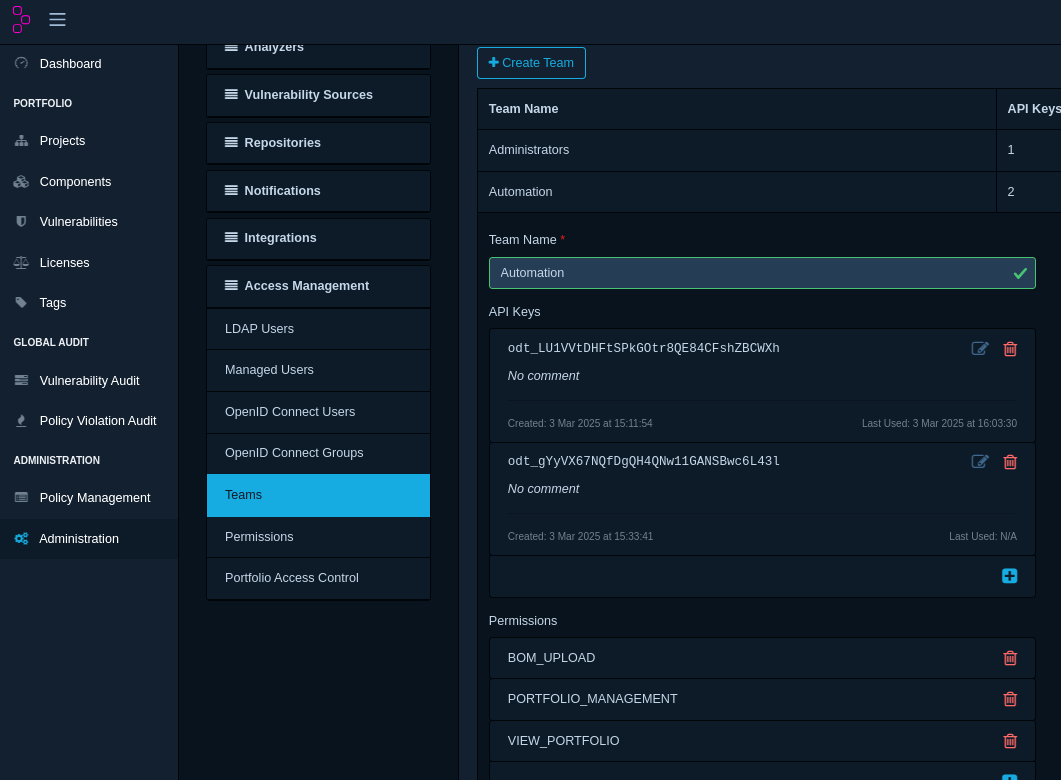 Dashboard
PORTFOLIO
Projects
Components
Vulnerabilities
Licenses
Tags
GLOBAL AUDIT
Vulnerability Audit
Policy Violation Audit
ADMINISTRATION
Policy Management
Administration
Analyzers
Vulnerability Sources
Repositories
Notifications
Integrations
Access Management
LDAP Users
Managed Users
OpenID Connect Users
OpenID Connect Groups
Teams
Permissions
Portfolio Access Control
Create Team
Team Name API Keys
Administrators 1
Automation 2
Team Name *
Automation
API Keys
odt_LU1VVtDHFtSPkGOtr8QE84CFshZBCWXh
No comment
Created: 3 Mar 2025 at 15:11:54 Last Used: 3 Mar 2025 at 16:03:30
odt_gYyVX67NQfDgQH4QNw11GANSBwc6L43l
No comment
Created: 3 Mar 2025 at 15:33:41 Last Used: N/A
Permissions
BOM_UPLOAD
PORTFOLIO_MANAGEMENT
VIEW_PORTFOLIO